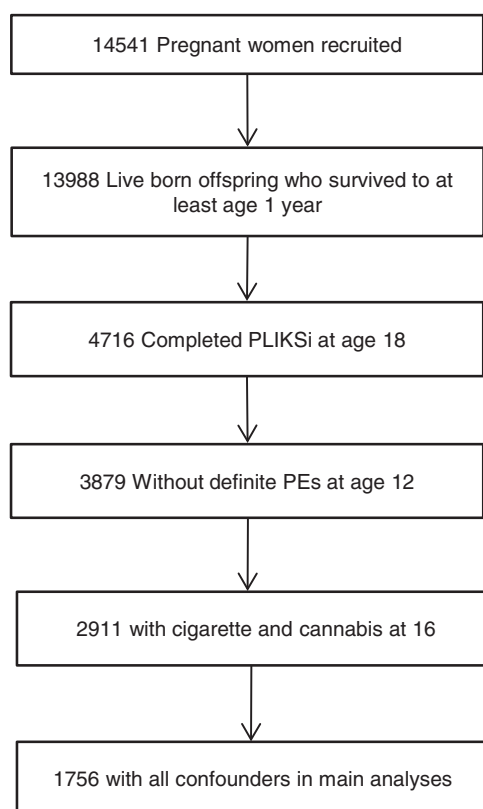 14541 Pregnant women recruited
13988 Live born offspring who survived to at
least age 1 year
4716 Completed PLIKSi at age 18
3879 Without definite PEs at age 12
2911 with cigarette and cannabis at 16
1756 with all confounders in main analyses